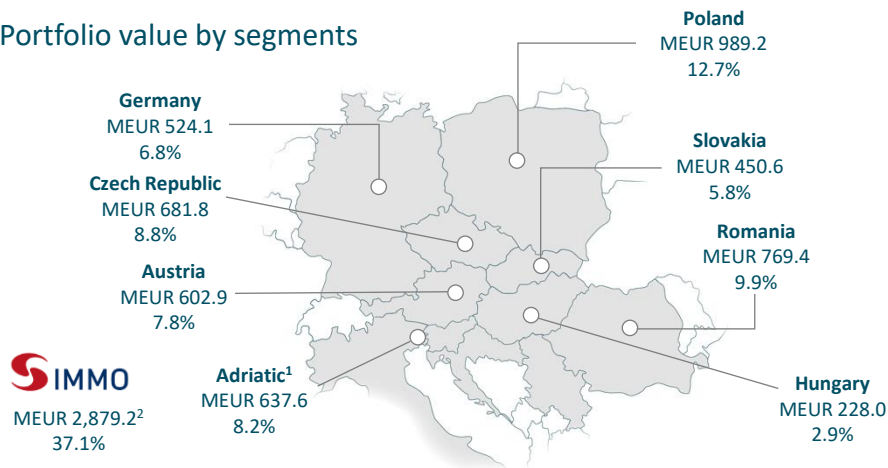 Portfolio value by segments
Poland
MEUR 989.2
12.7%
Germany
MEUR 524.1
6.8%
Slovakia
MEUR 450.6
5.8%
Czech Republic
MEUR 681.8
8.8%
Romania
MEUR 769.4
9.9%
Austria
MEUR 602.9
7.8%
SIMMO
MEUR 2,879.2²
37.1%
Adriatic¹
MEUR 637.6
8.2%
Hungary
MEUR 228.0
2.9%